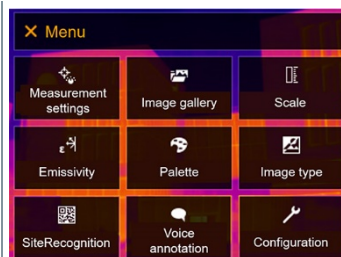 Menu
Measurement
settings
Image gallery
Scale
ε
Emissivity
Palette
Image type
SiteRecognition
Voice
annotation
Configuration